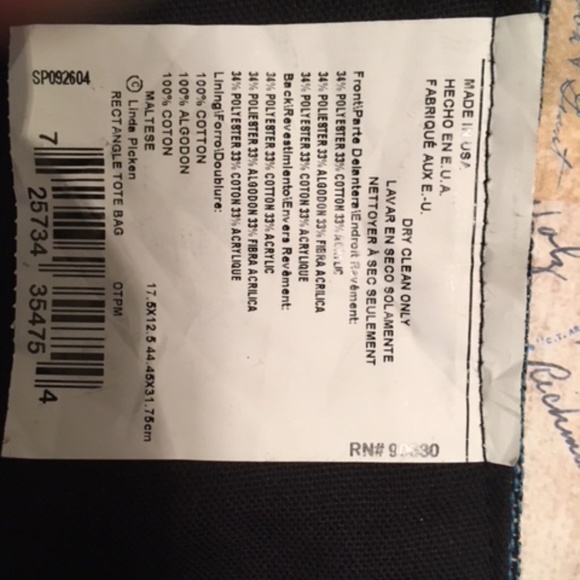 MADE IN USA
HECHO EN E.U.A.
FABRIQUÉ AUX E.-U.
DRY CLEAN ONLY
LAVAR EN SECO SOLAMENTE
NETTOYER À SEC SEULEMENT
RN#
Front\Parte Delantera\Endroit Revêment:
34% POLYESTER 33% COTTON 33% ACRYLIC
34% POLIESTER 33% ALGODON 33% FIBRA ACRILICA
34% POLYESTER 33% COTON 33% ACRYLIQUE
Back\Revestimiento\Envers Revêment:
34% POLYESTER 33% COTTON 33% ACRYLIC
34% POLIESTER 33% ALGODON 33% FIBRA ACRILICA
34% POLYESTER 33% COTON 33% ACRYLIQUE
Lining\Forro\Doublure:
100% COTTON
100% ALGODON
100% COTON
MALTESE 17.5X12.5 44.45X31.75cm
© Linda Picken
RECTANGLE TOTE BAG OTPM
7 25734 35475 4
SP092604
Italy